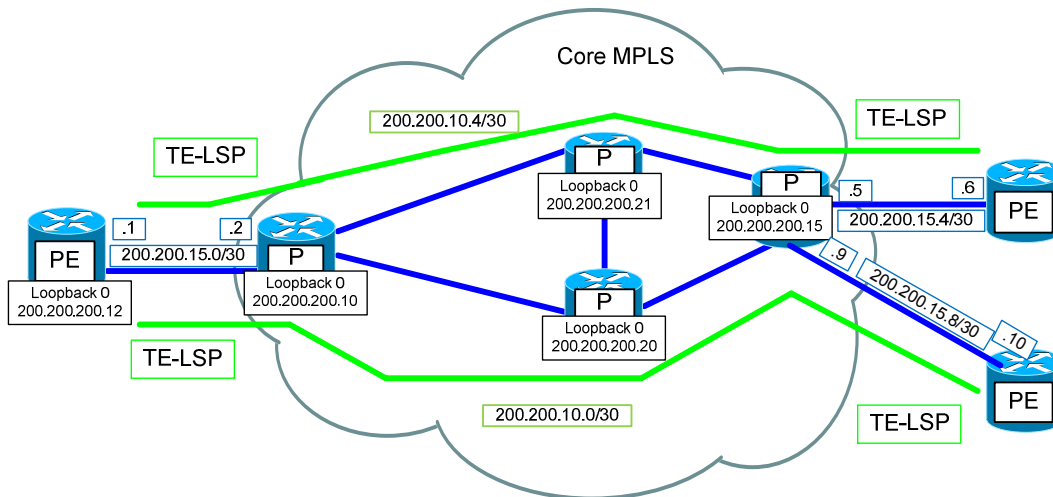 Core MPLS
200.200.10.4/30
TE-LSP
TE-LSP
P
Loopback 0
200.200.200.21
P
Loopback 0
200.200.200.15
.5
.6
200.200.15.4/30
PE
.1
.2
200.200.15.0/30
PE
Loopback 0
200.200.200.12
P
Loopback 0
200.200.200.10
.9
200.200.15.8/30
.10
P
Loopback 0
200.200.200.20
TE-LSP
PE
200.200.10.0/30
TE-LSP